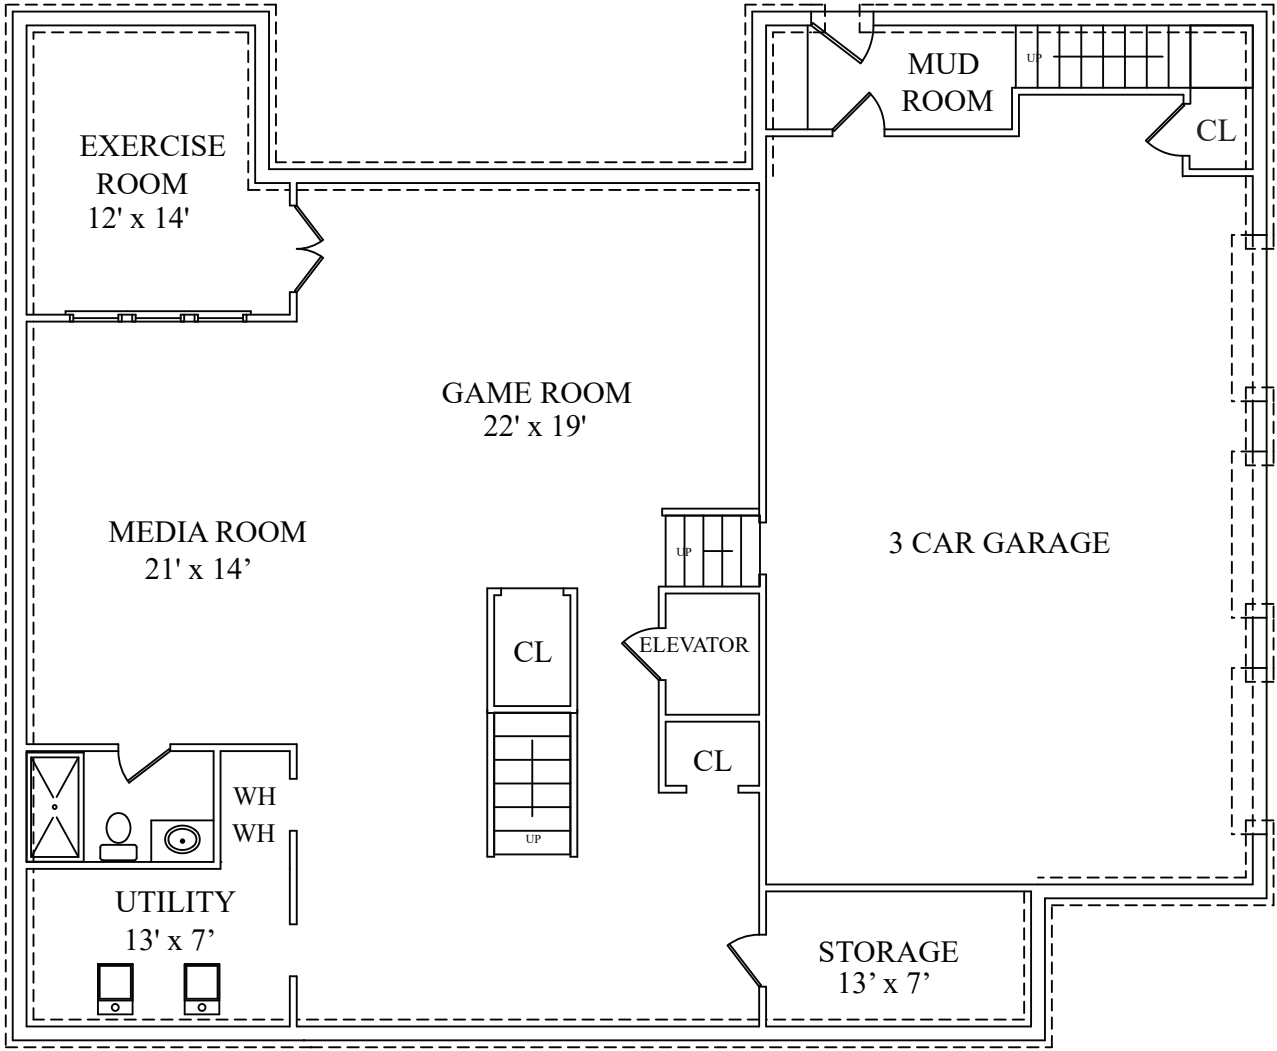 MUD
ROOM
UP
CL
EXERCISE
ROOM
12' x 14'
GAME ROOM
22' x 19'
MEDIA ROOM
21' x 14’
UP
3 CAR GARAGE
CL
ELEVATOR
CL
WH
WH
UP
UTILITY
13' x 7’
STORAGE
13’ x 7’